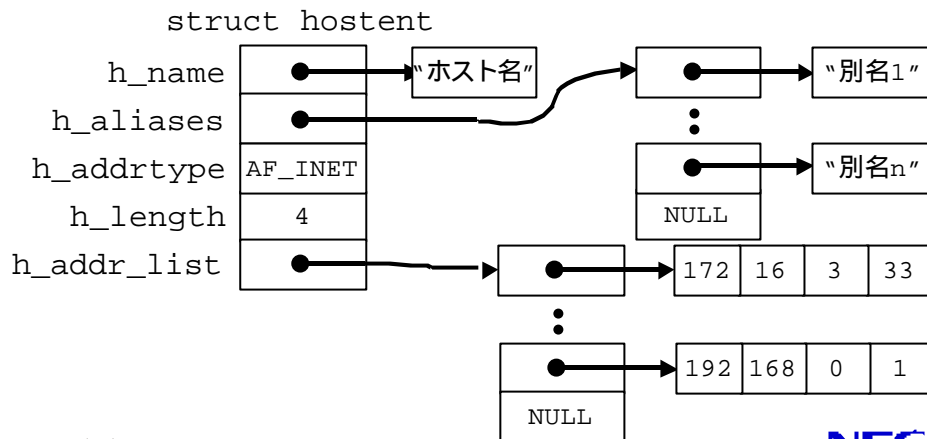 struct hostent
h_name
“ホスト名”
“別名1”
h_aliases
h_addrtype
AF_INET
“別名n”
h_length
4
NULL
h_addr_list
172 16 3 33
192 168 0 1
NULL